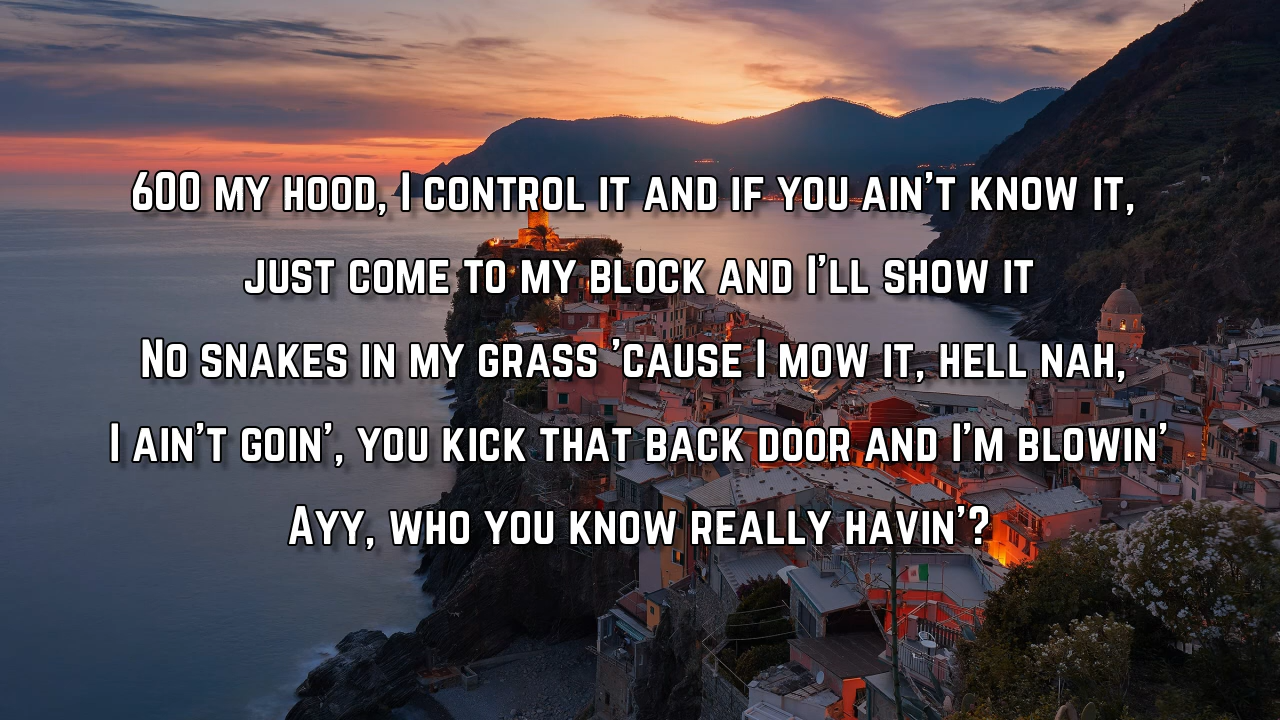 600 my hood, I control it and if you ain't know it,
just come to my block and I'll show it
No snakes in my grass 'cause I mow it, hell nah,
I ain't goin', you kick that back door and I'm blowin'
Ayy, who you know really havin'?